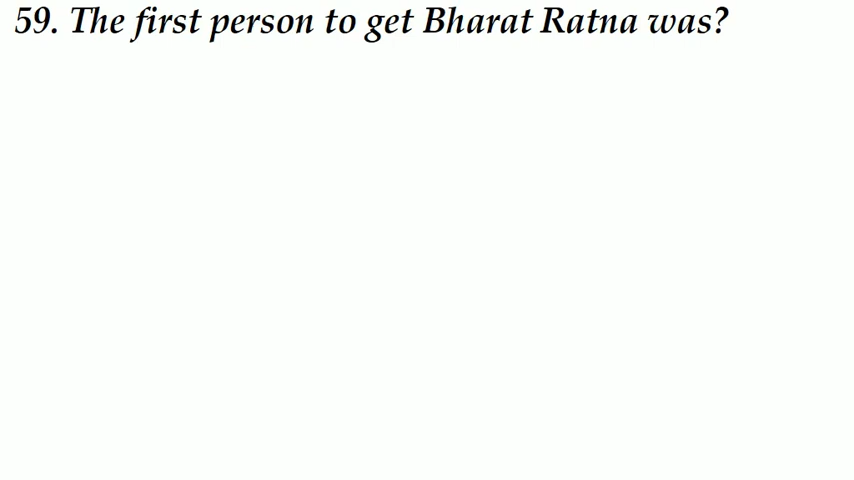 59. The first person to get Bharat Ratna was?